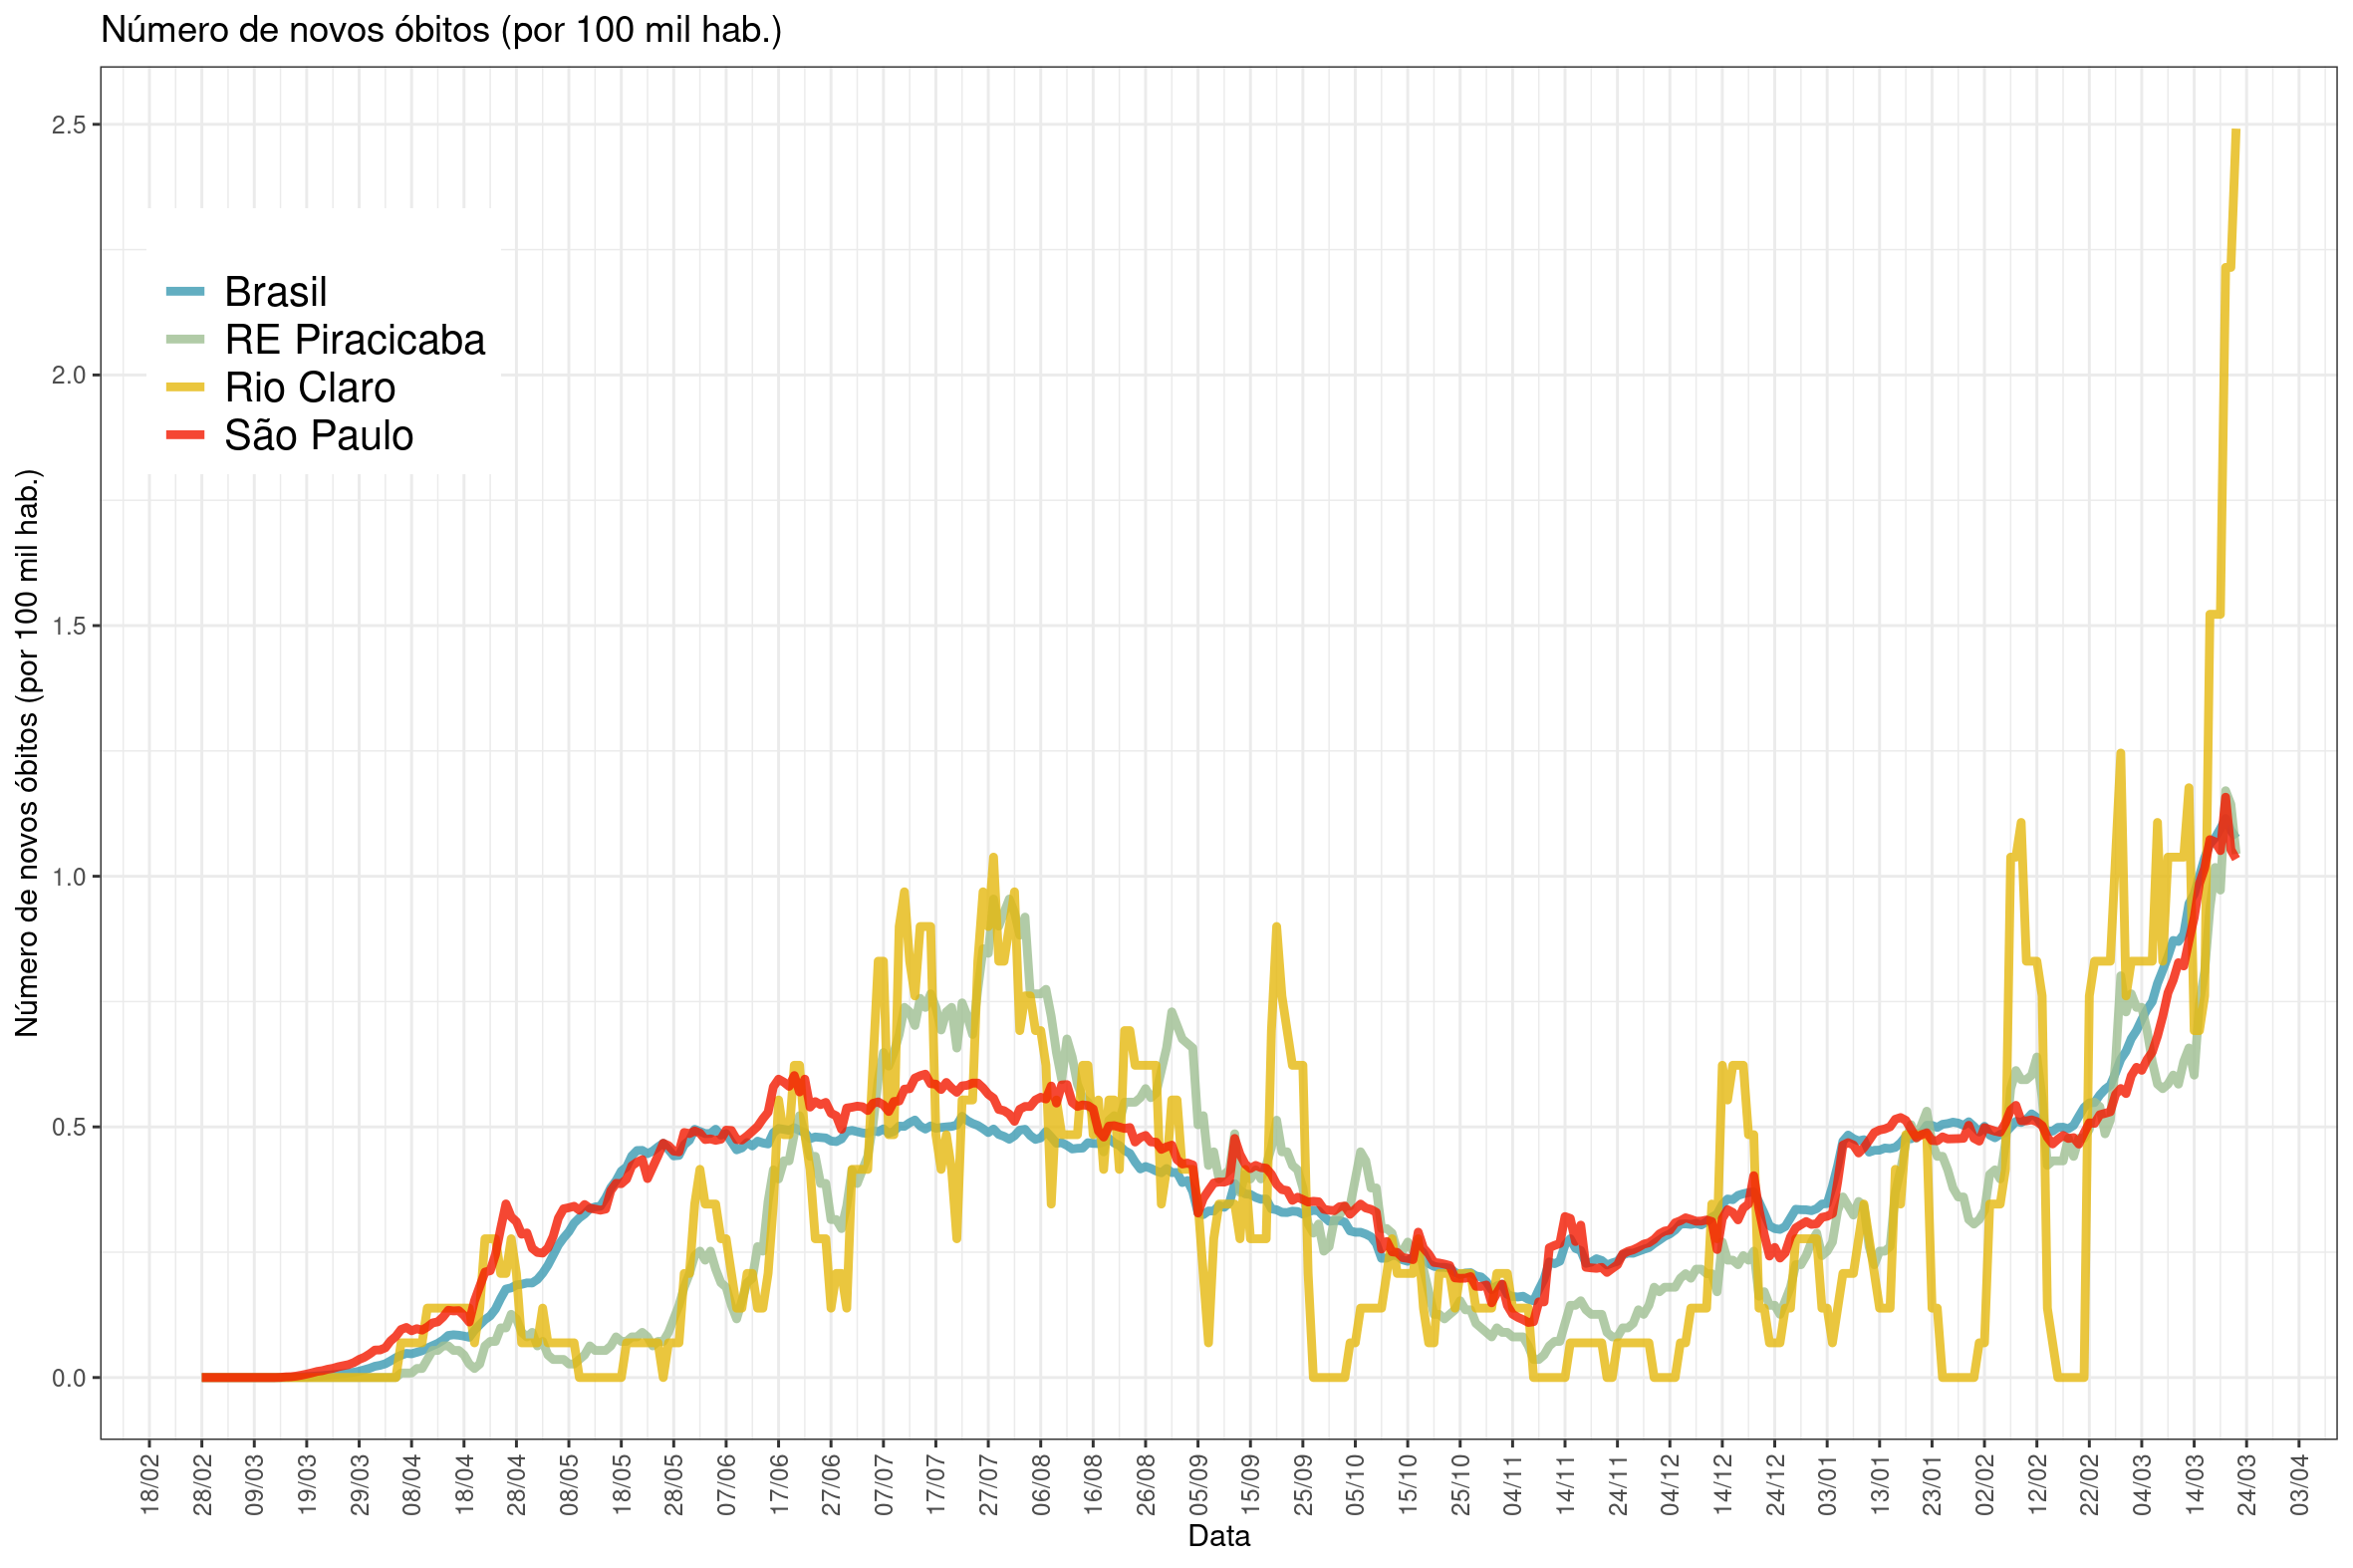 Número de novos óbitos (por 100 mil hab.)
2.5
2.0
1.5
1.0
0.5
0.0
Número de novos óbitos (por 100 mil hab.)
Brasil
RE Piracicaba
Rio Claro
São Paulo
18/02 28/02 09/03 19/03 29/03 08/04 18/04 28/04 08/05 18/05 28/05 07/06 17/06 27/06 07/07 17/07 27/07 06/08 16/08 26/08 05/09 15/09 25/09 05/10 15/10 25/10 04/11 14/11 24/11 04/12 14/12 24/12 03/01 13/01 23/01 02/02 12/02 22/02 04/03 14/03 24/03 03/04
Data